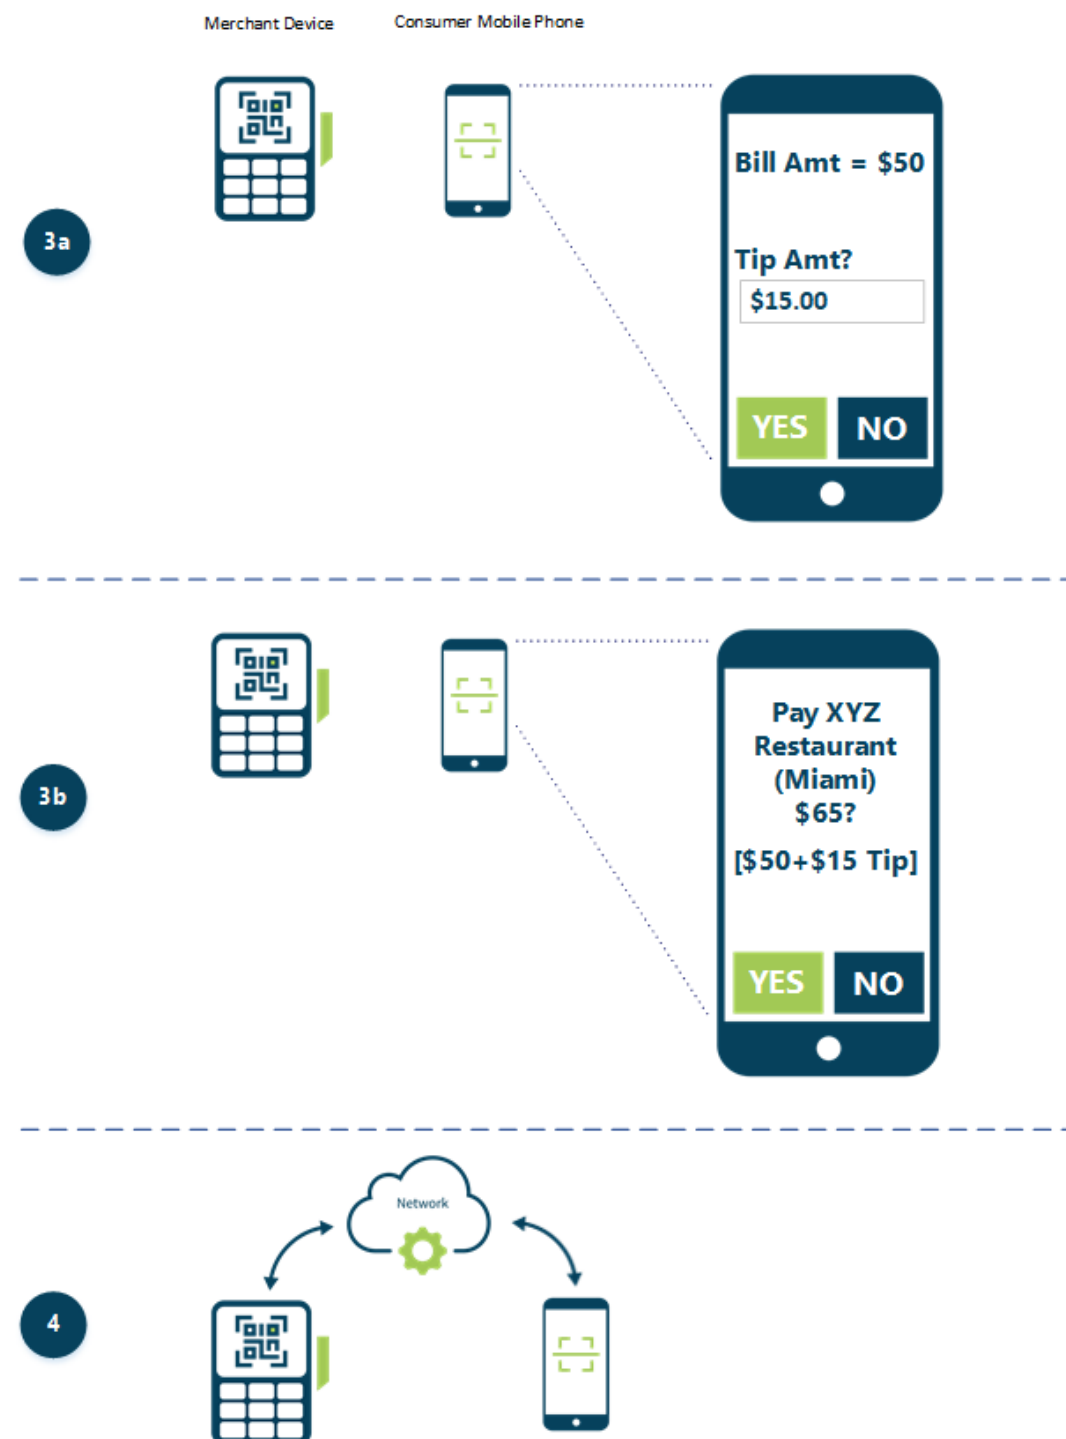 Merchant Device
Consumer Mobile Phone
3a
Bill Amt = $50
Tip Amt?
$15.00
YES
NO
3b
Pay XYZ
Restaurant
(Miami)
$65?
[$50+$15 Tip]
YES
NO
Network
4